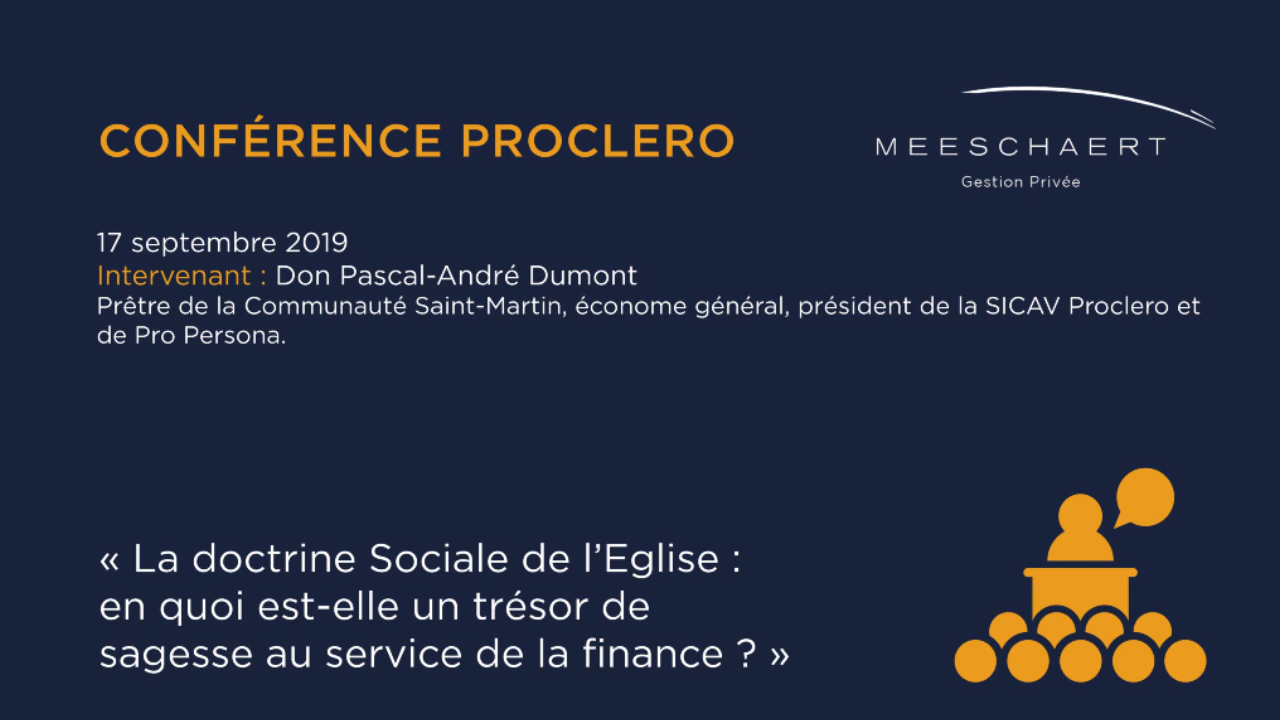 CONFÉRENCE PROCLERO
MEESCHAERT
Gestion Privée
17 septembre 2019
Intervenant : Don Pascal-André Dumont
Prêtre de la Communauté Saint-Martin, économe général, président de la SICAV Proclero et
de Pro Persona.
« La doctrine Sociale de l’Eglise :
en quoi est-elle un trésor de
sagesse au service de la finance ? »